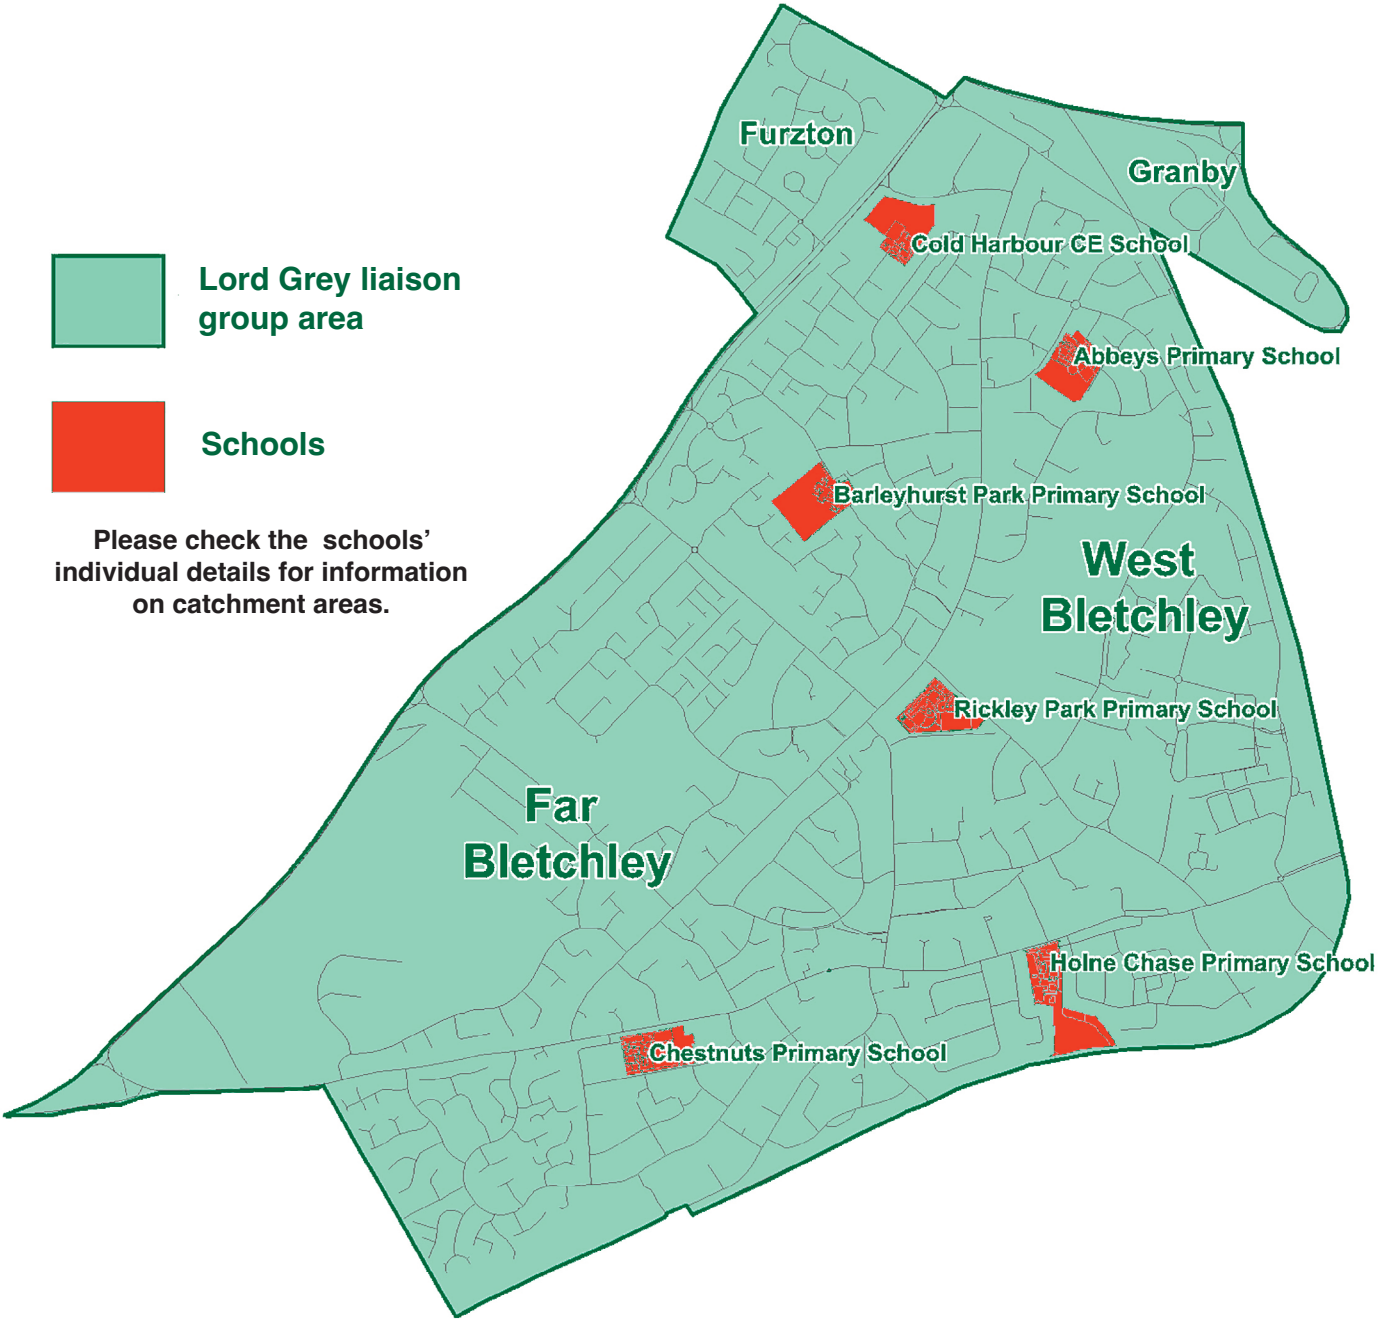 Furzton
Granby
Cold Harbour CE School
Lord Grey liaison
group area
Abbeys Primary School
Schools
Barleyhurst Park Primary School
Please check the  schools’
individual details for information
on catchment areas.
West
Bletchley
Rickley Park Primary School
Far
Bletchley
Holne Chase Primary School
Chestnuts Primary School